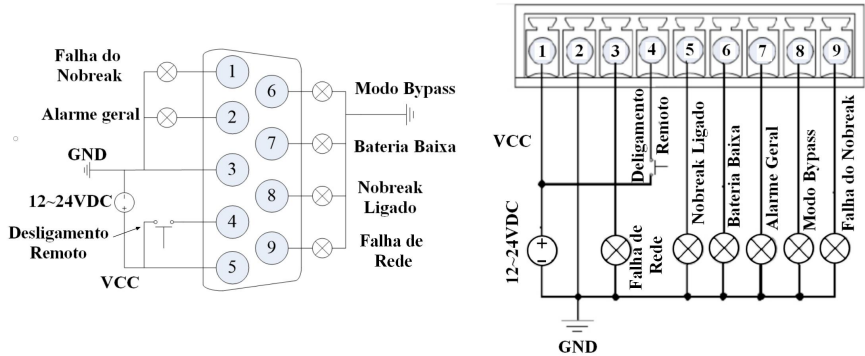 Falha do
Nobreak
Alarme geral
GND
12~24VDC
Desligamento
Remoto
VCC
1
2
3
4
5
6
7
8
9
Modo Bypass
Bateria Baixa
Nobreak
Ligado
Falha de
Rede
1 2 3 4 5 6 7 8 9
VCC
12~24VDC
Falha de
Rede
Deligamento
Remoto
Nobreak Ligado
Bateria Baixa
Alarme Geral
Modo Bypass
Falha do Nobreak
GND